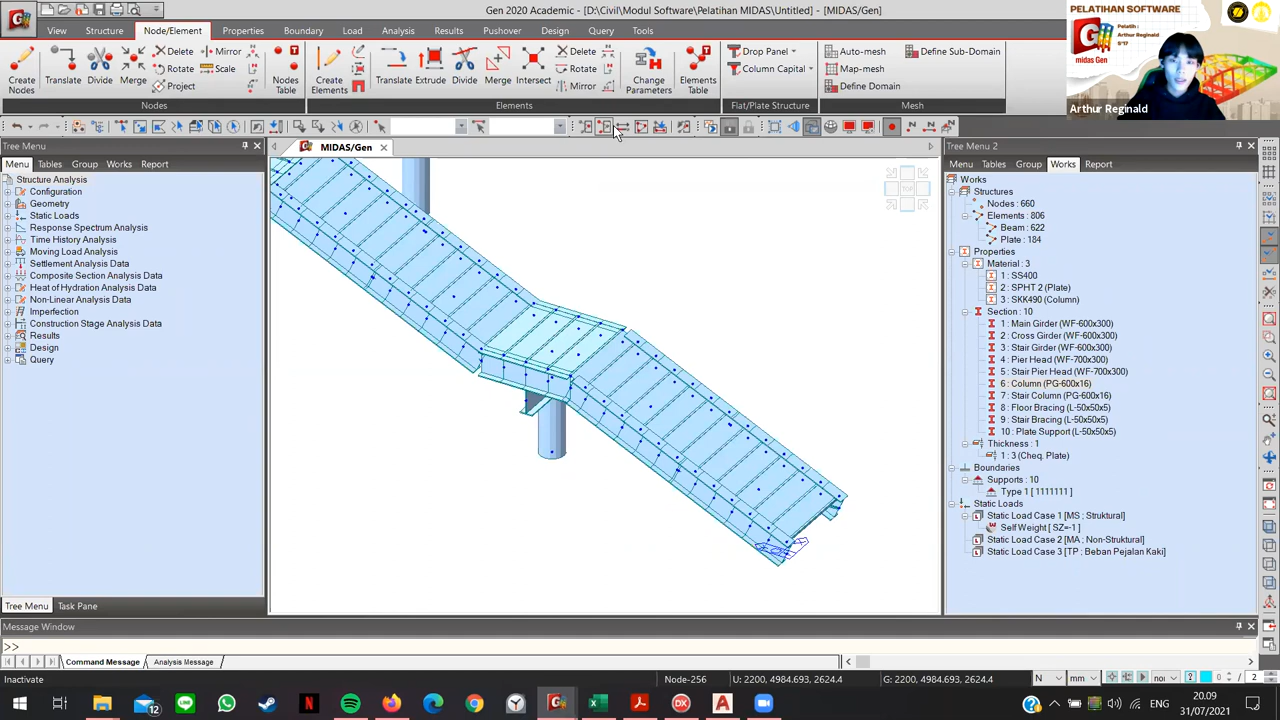 Gen 2020 Academic - [D:\Civil\Modul Software\Pelatihan MIDAS\Untitled] - [MIDAS/Gen]
View Structure Node/Element Properties Boundary Load Analysis Results Pushover Design Query Tools
Create Nodes
Translate
Divide
Merge
Delete
Rotate
Mirror
Scale
Project
Nodes Table
Nodes
Create Elements
Translate
Extrude
Divide
Merge
Intersect
Delete
Rotate
Mirror
Change Parameters
Elements Table
Elements
Drop Panel
Column Capital
Flat/Plate Structure
Auto-mesh
Map-mesh
Define Domain
Define Sub-Domain
Mesh
PELATIHAN SOFTWARE
Pelatih :
Arthur Reginald
S'17
midas Gen
Arthur Reginald
Tree Menu
Menu Tables Group Works Report
Structure Analysis
Configuration
Geometry
Static Loads
Response Spectrum Analysis
Time History Analysis
Moving Load Analysis
Settlement Analysis Data
Composite Section Analysis Data
Heat of Hydration Analysis Data
Non-Linear Analysis Data
Imperfection
Construction Stage Analysis Data
Results
Design
Query
Tree Menu Task Pane
MIDAS/Gen
TOP
Tree Menu 2
Menu Tables Group Works Report
Works
Structures
Nodes : 660
Elements : 806
Beam : 622
Plate : 184
Properties
Material : 3
1 : SS400
2 : SPHT 2 (Plate)
3 : SKK490 (Column)
Section : 10
1 : Main Girder (WF-600x300)
2 : Cross Girder (WF-600x300)
3 : Stair Girder (WF-600x300)
4 : Pier Head (WF-700x300)
5 : Stair Pier Head (WF-700x300)
6 : Column (PG-600x16)
7 : Stair Column (PG-600x16)
8 : Floor Bracing (L-50x50x5)
9 : Stair Bracing (L-50x50x5)
10 : Plate Support (L-50x50x5)
Thickness : 1
1 : 3 (Cheq. Plate)
Boundaries
Supports : 10
Type 1 [ 1111111 ]
Static Loads
Static Load Case 1 [MS ; Struktural]
Self Weight [ SZ=-1 ]
Static Load Case 2 [MA ; Non-Struktural]
Static Load Case 3 [TP ; Beban Pejalan Kaki]
Message Window
>>
Command Message Analysis Message
Inactivate
Node-256
U: 2200, 4984.693, 2624.4
G: 2200, 4984.693, 2624.4
N
mm
noi
0 / 2
12
ENG
20.09
31/07/2021